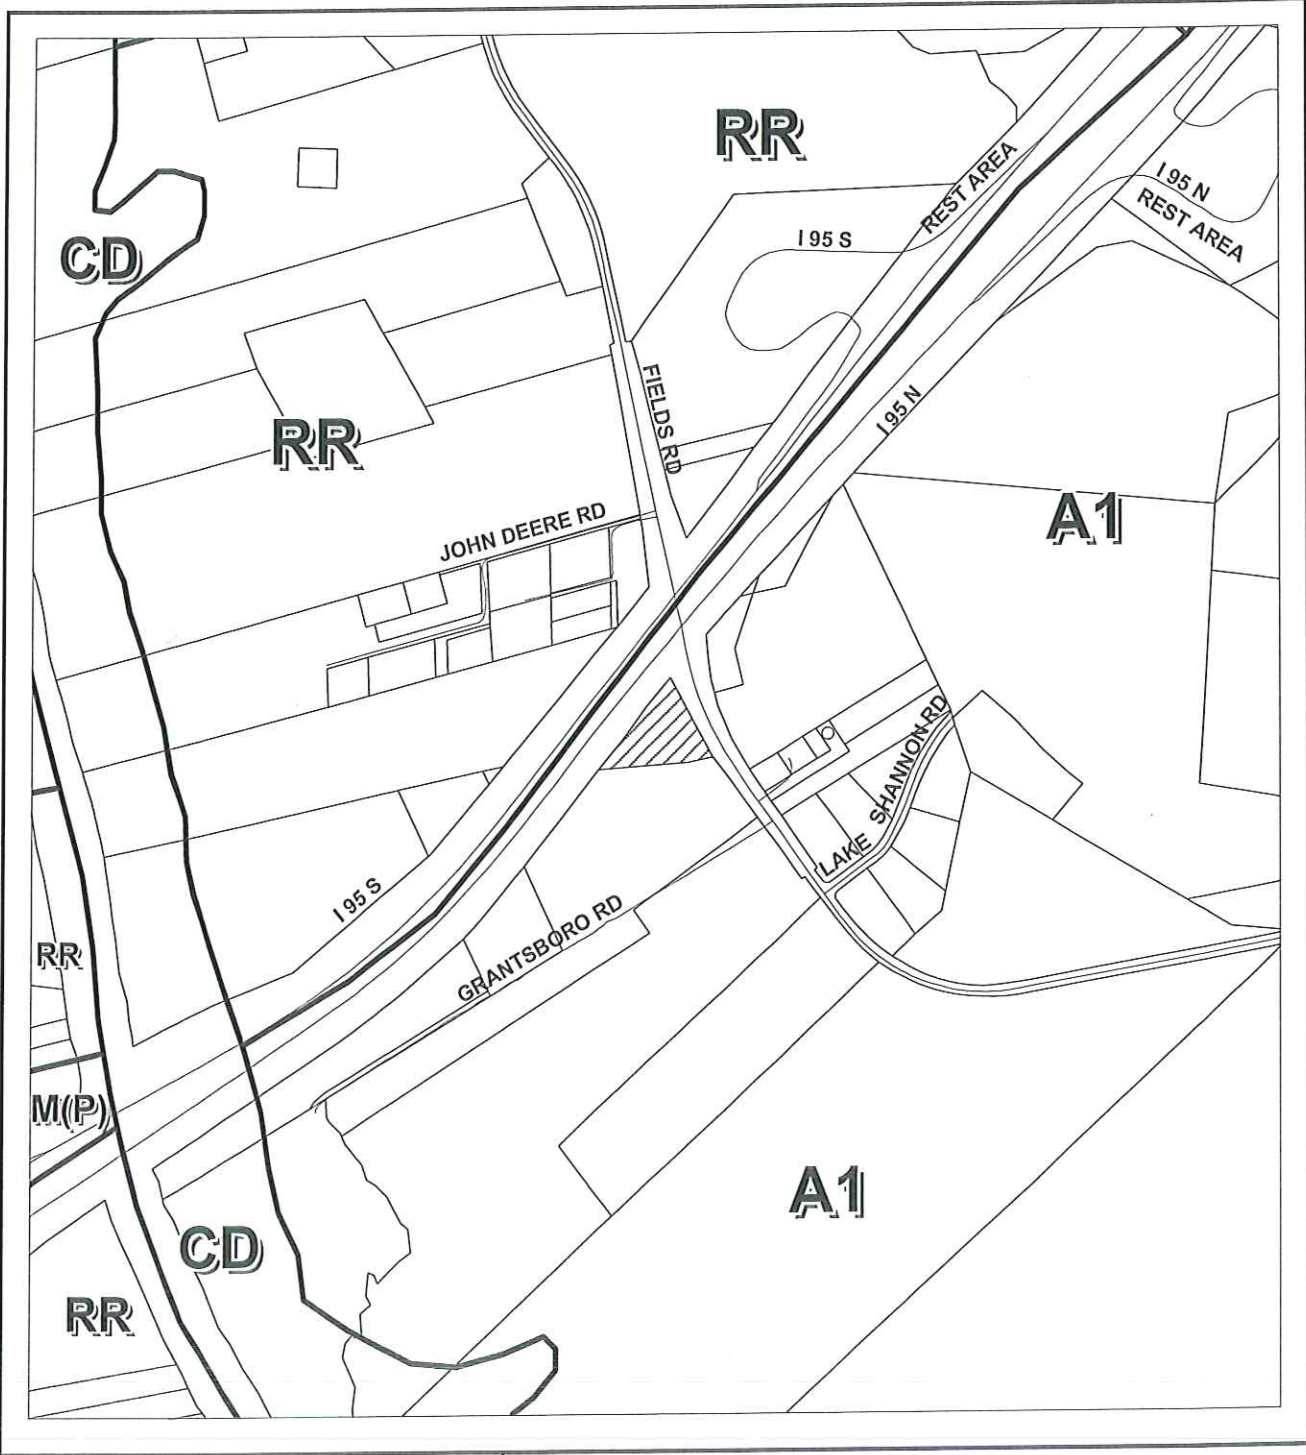 RR
I 95 N
REST AREA
REST AREA
CD
I 95 S
FIELDS RD
I 95 N
RR
A1
JOHN DEERE RD
LAKE SHANNON RD
I 95 S
GRANTSBORO RD
RR
M(P)
A1
CD
RR